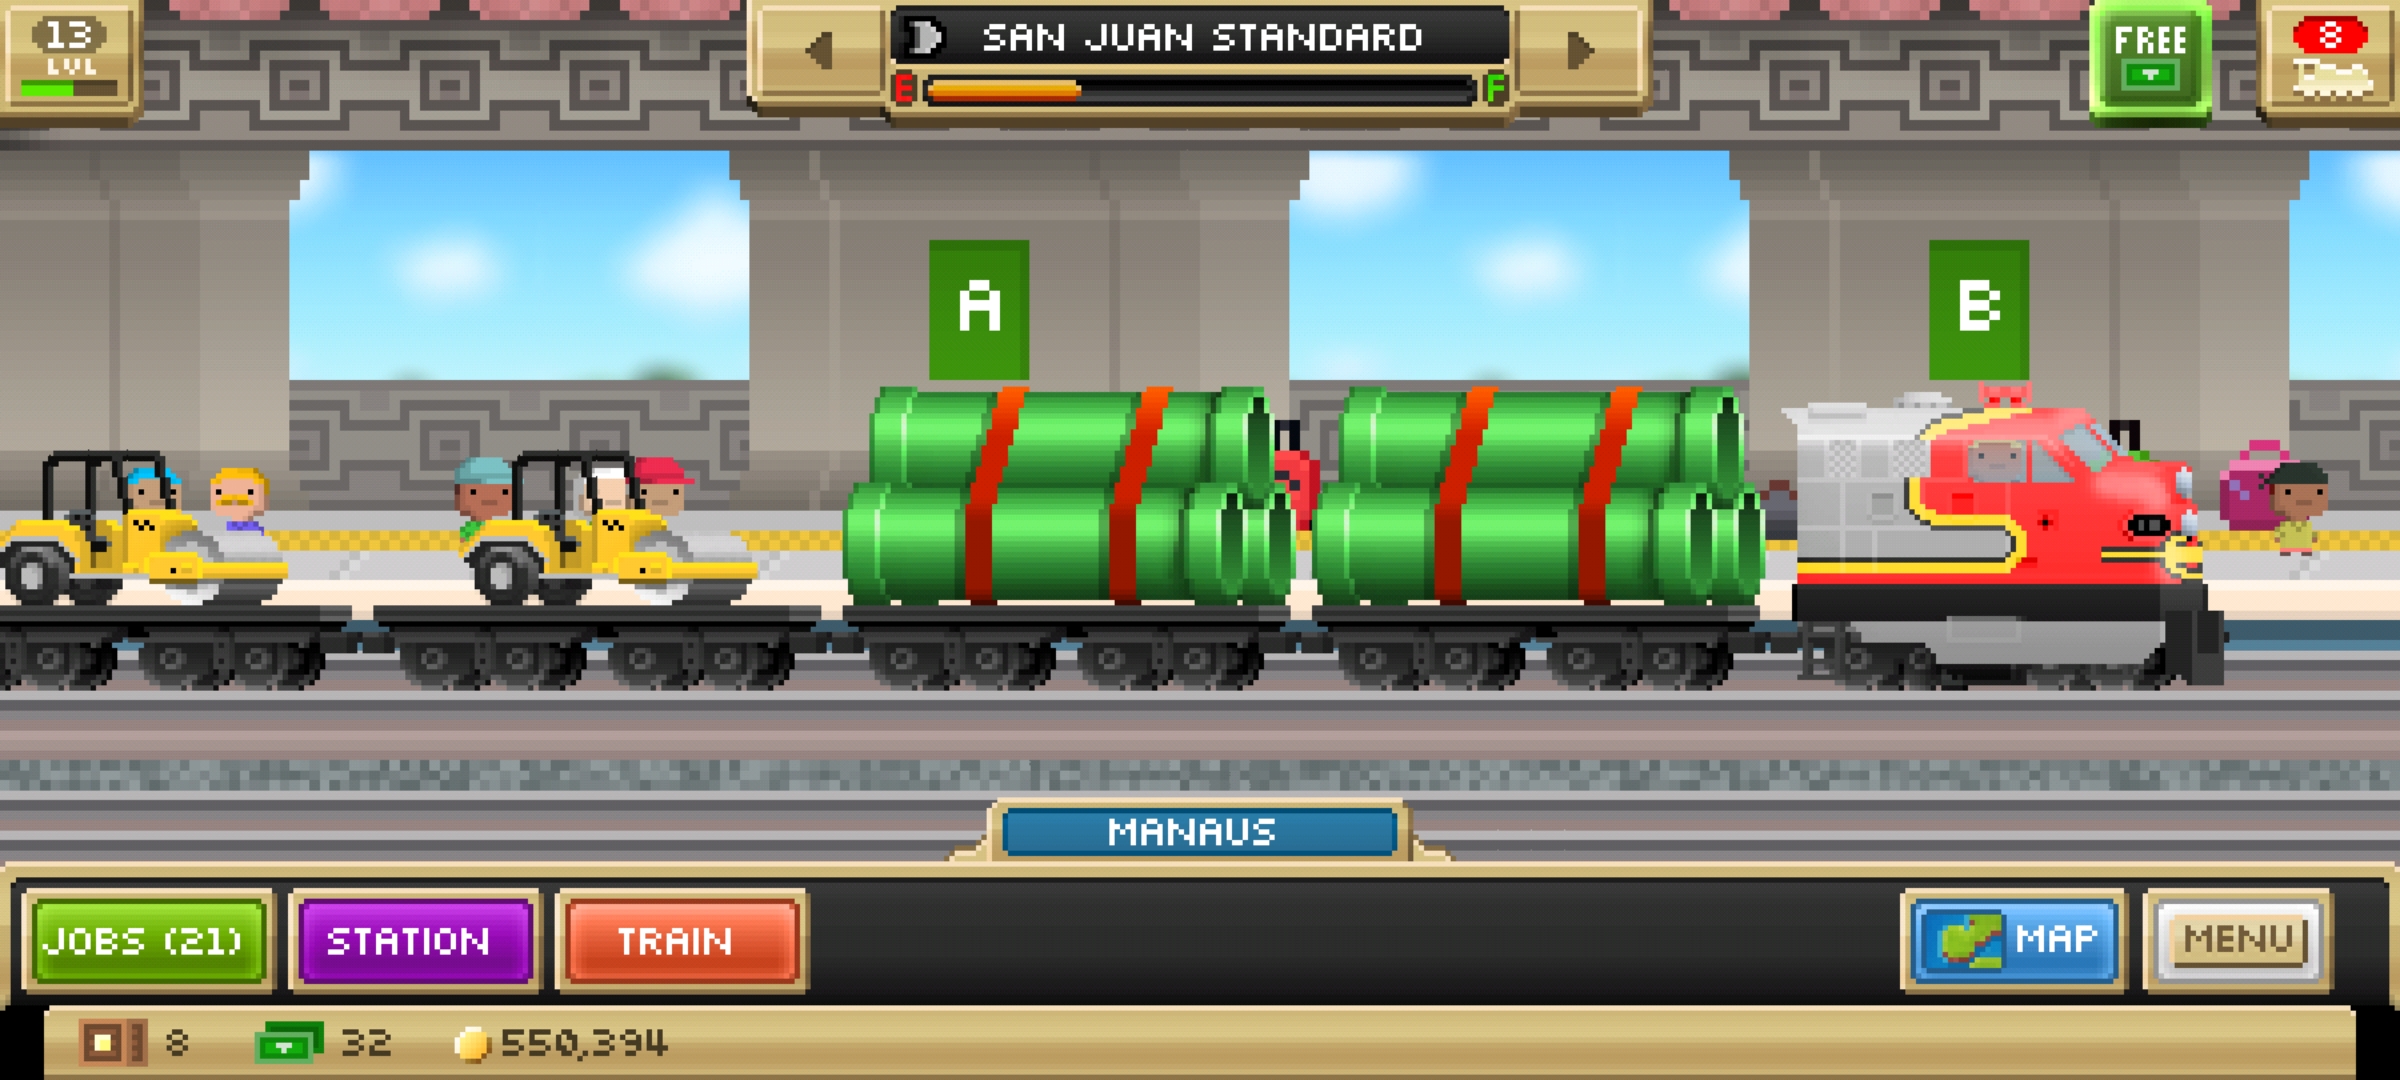 13
LVL
SAN JUAN STANDARD
E
F
FREE
8
A
B
MANAUS
JOBS (21)
STATION
TRAIN
MAP
MENU
8
32
550,394